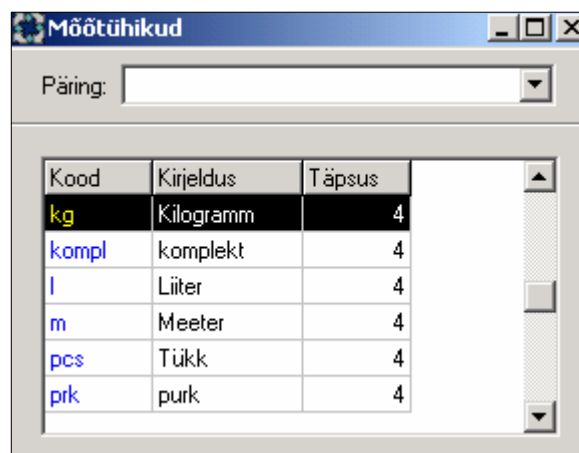 Mõõtühikud
Päring:
Kood Kirjeldus Täpsus
kg Kilogramm 4
kompl komplekt 4
l Liiter 4
m Meeter 4
pcs Tükk 4
prk purk 4